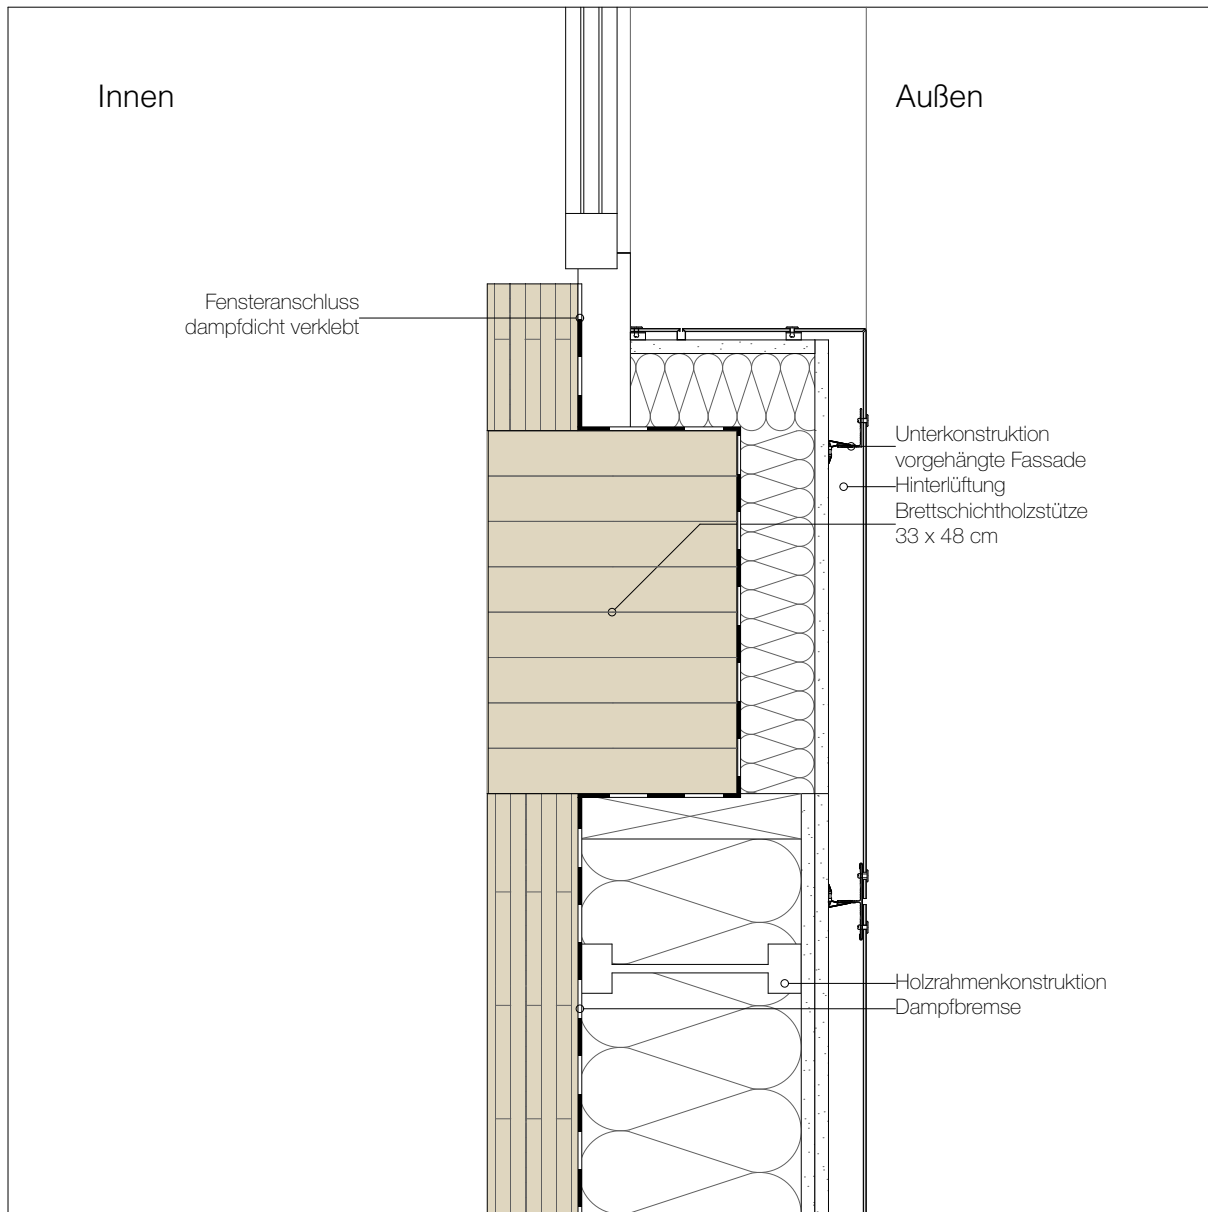 Innen
Außen
Fensteranschluss
dampfdicht verklebt
Unterkonstruktion
vorgehängte Fassade
Hinterlüftung
Brettschichtholzstütze
33 x 48 cm
Holzrahmenkonstruktion
Dampfbremse